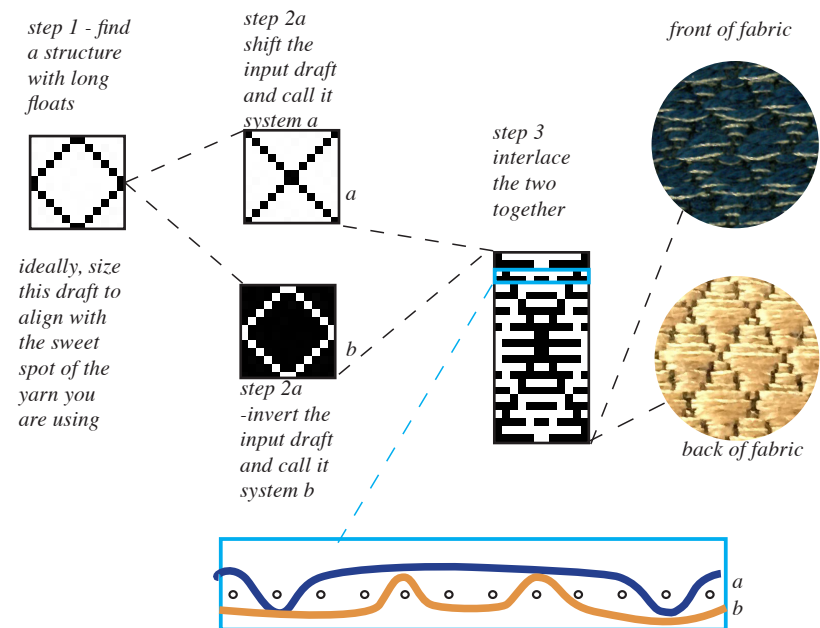 step 1 - find
a structure
with long
floats
ideally, size
this draft to
align with
the sweet
spot of the
yarn you
are using
step 2a
shift the
input draft
and call it
system a
a
b
step 2a
-invert the
input draft
and call it
system b
step 3
interlace
the two
together
front of fabric
back of fabric
a
b